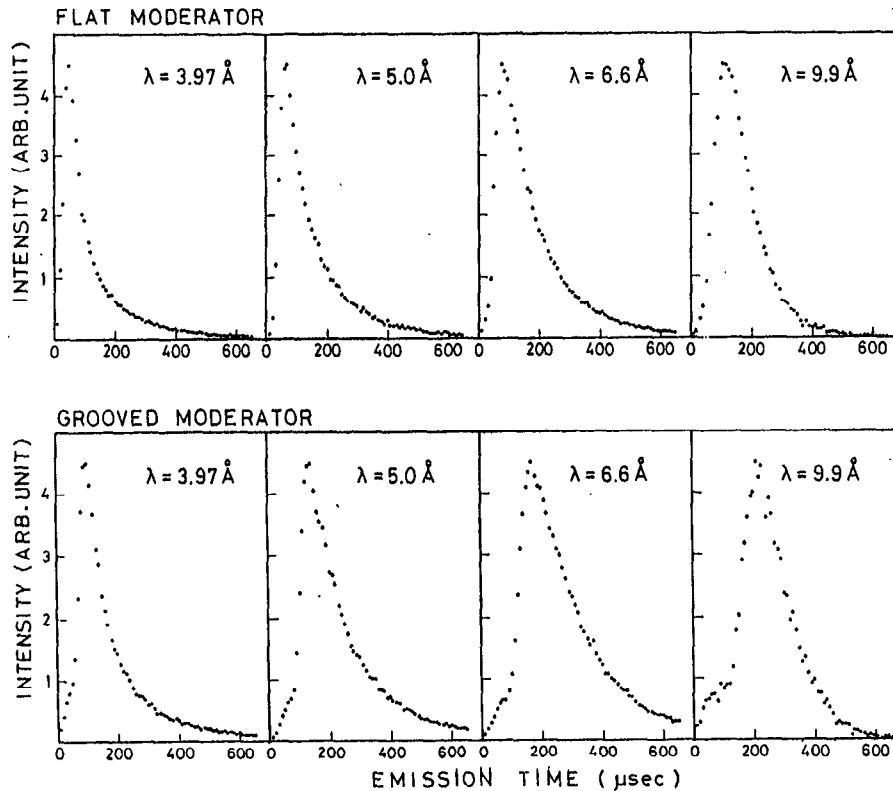 FLAT MODERATOR
INTENSITY (ARB.UNIT)
4
3
2
1
λ = 3.97 Å
λ = 5.0 Å
λ = 6.6 Å
λ = 9.9 Å
0 200 400 600 0 200 400 600 0 200 400 600 0 200 400 600
GROOVED MODERATOR
INTENSITY (ARB.UNIT)
4
3
2
1
λ = 3.97 Å
λ = 5.0 Å
λ = 6.6 Å
λ = 9.9 Å
0 200 400 600 0 200 400 600 0 200 400 600 0 200 400 600
EMISSION TIME (μsec)